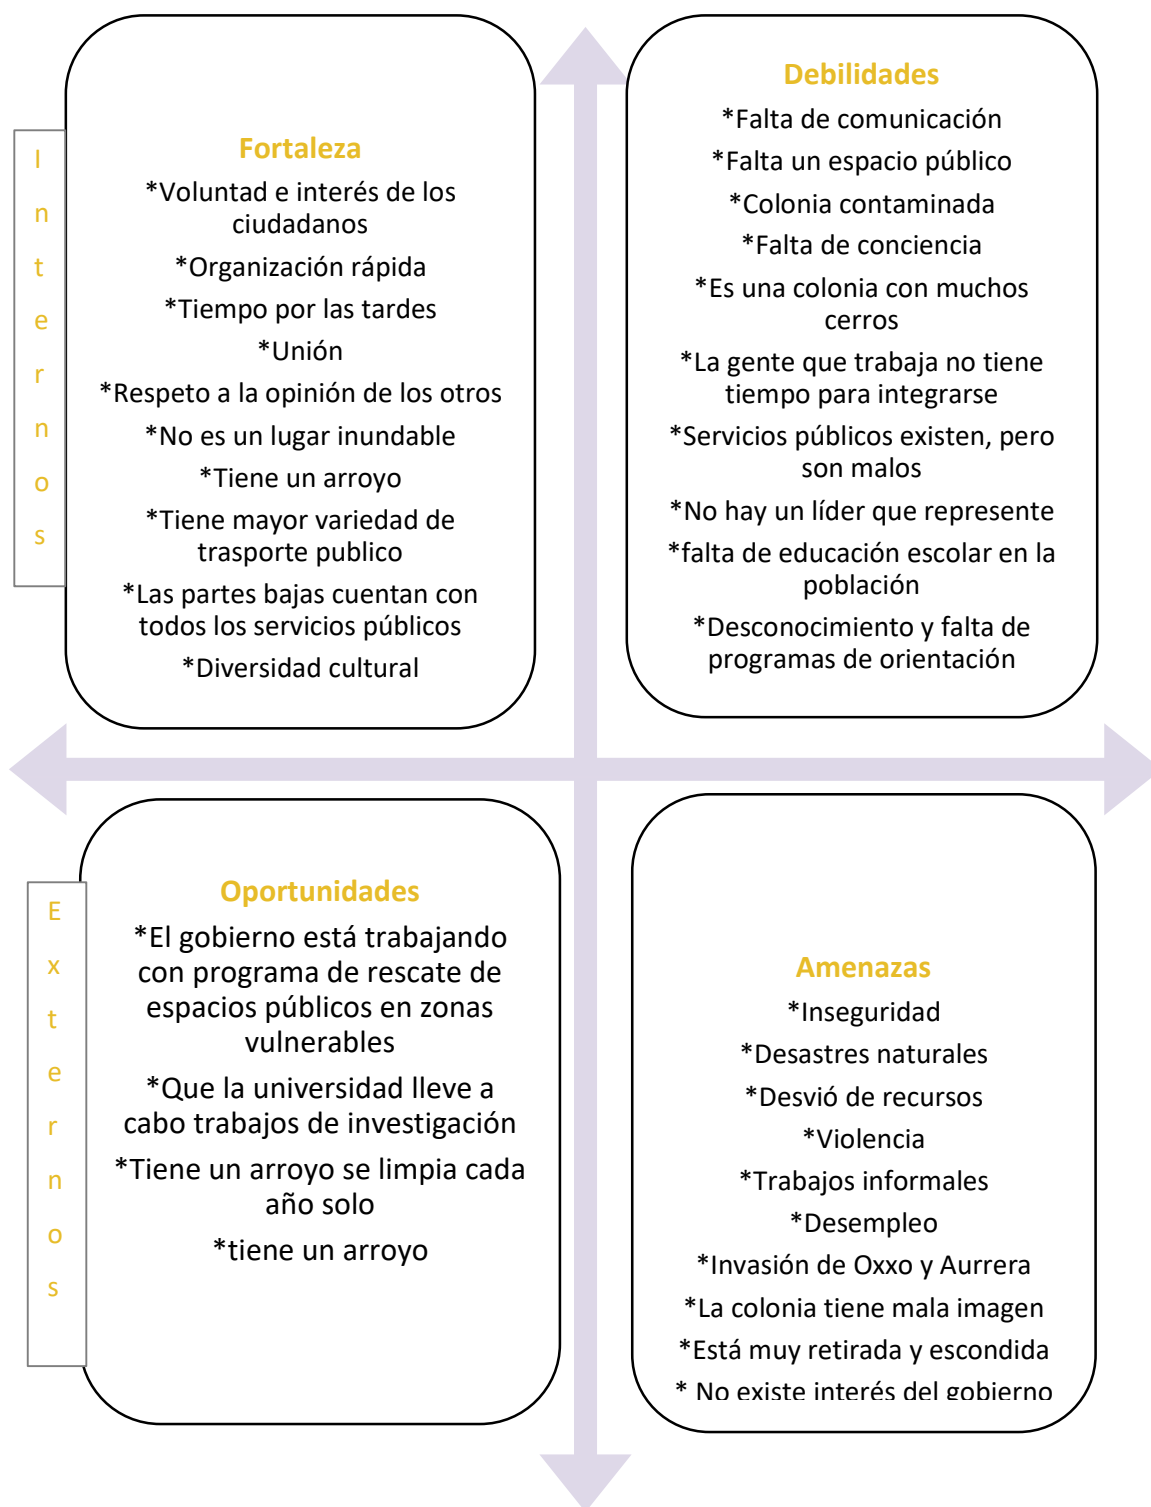 Internos
Fortaleza
*Voluntad e interés de los
ciudadanos
*Organización rápida
*Tiempo por las tardes
*Unión
*Respeto a la opinión de los otros
*No es un lugar inundable
*Tiene un arroyo
*Tiene mayor variedad de
trasporte publico
*Las partes bajas cuentan con
todos los servicios públicos
*Diversidad cultural
Debilidades
*Falta de comunicación
*Falta un espacio público
*Colonia contaminada
*Falta de conciencia
*Es una colonia con muchos
cerros
*La gente que trabaja no tiene
tiempo para integrarse
*Servicios públicos existen, pero
son malos
*No hay un líder que represente
*falta de educación escolar en la
población
*Desconocimiento y falta de
programas de orientación
Externos
Oportunidades
*El gobierno está trabajando
con programa de rescate de
espacios públicos en zonas
vulnerables
*Que la universidad lleve a
cabo trabajos de investigación
*Tiene un arroyo se limpia cada
año solo
*tiene un arroyo
Amenazas
*Inseguridad
*Desastres naturales
*Desvió de recursos
*Violencia
*Trabajos informales
*Desempleo
*Invasión de Oxxo y Aurrera
*La colonia tiene mala imagen
*Está muy retirada y escondida
* No existe interés del gobierno